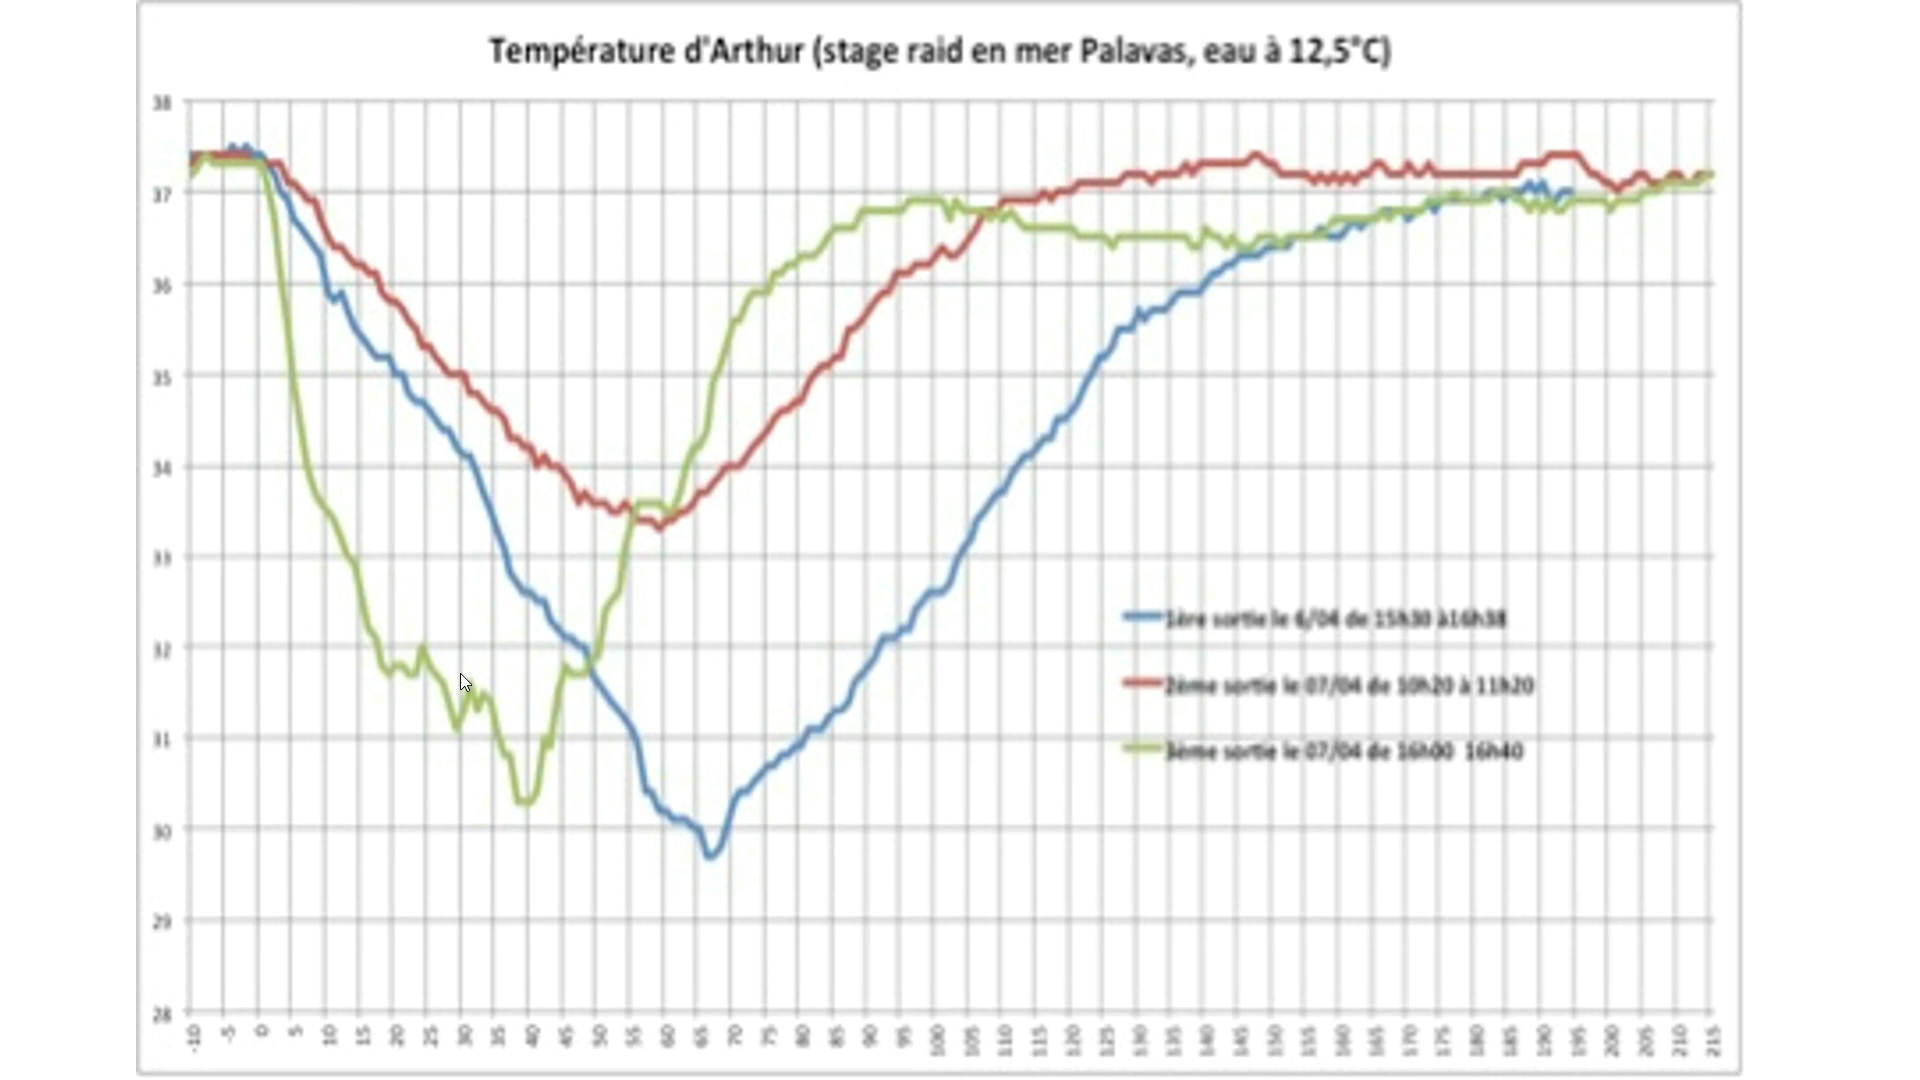 Température d'Arthur (stage raid en mer Palavas, eau à 12,5°C)
38
37
36
35
34
33
32
31
30
29
28
1ère sortie le 6/04 de 15h30 à16h38
2ème sortie le 07/04 de 10h20 à 11h20
3ème sortie le 07/04 de 16h00 16h40
-10 -5 0 5 10 15 20 25 30 35 40 45 50 55 60 65 70 75 80 85 90 95 100 105 110 115 120 125 130 135 140 145 150 155 160 165 170 175 180 185 190 195 200 205 210 215